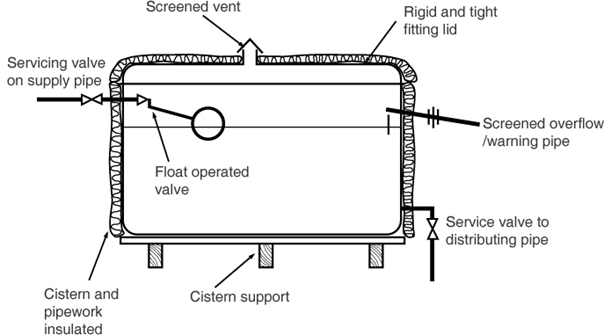 Screened vent
Rigid and tight
fitting lid
Servicing valve
on supply pipe
Screened overflow
/warning pipe
Float operated
valve
Service valve to
distributing pipe
Cistern support
Cistern and
pipework
insulated